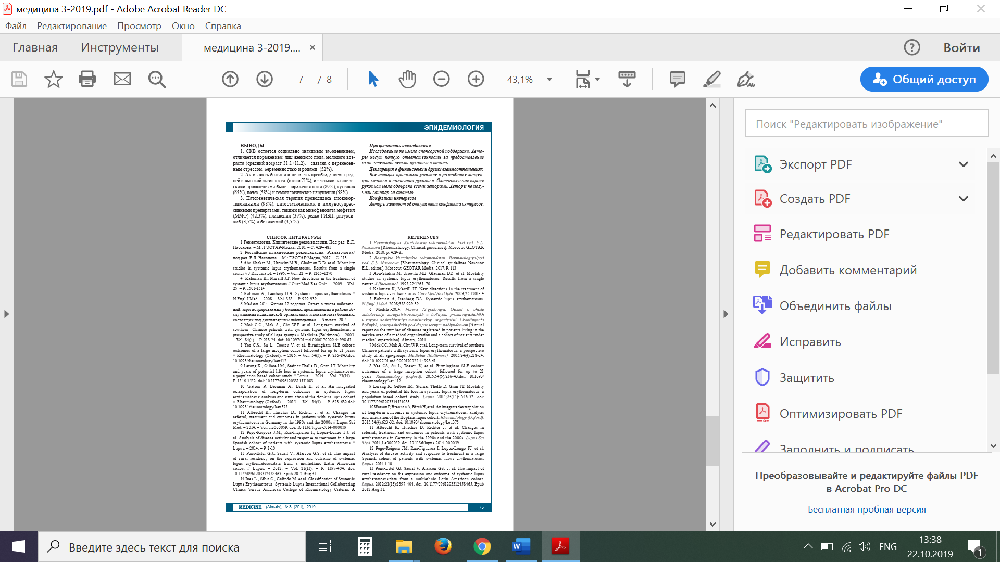 медицина 3-2019.pdf - Adobe Acrobat Reader DC
Файл Редактирование Просмотр Окно Справка
Главная Инструменты медицина 3-2019.... × Войти
7 / 8 43,1% Общий доступ
ЭПИДЕМИОЛОГИЯ
ВЫВОДЫ:
1. СКВ остается социально значимым заболеванием,
отличается поражением лиц женского пола, молодого воз-
раста (средний возраст 31,1±11,2), связана с перенесен-
ным стрессом, беременностью и родами (52%).
2. Активность болезни отличалась преобладанием сред-
ней и высокой активности (около 71%), и частыми клиниче-
скими проявлениями были поражения кожи (89%), суставов
(65%), почек (58%) и гематологические нарушения (58%).
3. Патогенетическая терапия проводилась глюкокор-
тикоидными (98%), цитостатическими и иммуносупрес-
сивными препаратами, такими как микофенолата мофетил
(ММФ) (42,3%), плаквенил (39%), редко ГИБП: ритукси-
маб (3,5%) и белимумаб (3,5 %).
Прозрачность исследования
Исследование не имело спонсорской поддержки. Авто-
ры несут полную ответственность за предоставление
окончательной версии рукописи в печать.
Декларация о финансовых и других взаимоотношениях
Все авторы принимали участие в разработке концеп-
ции статьи и написании рукописи. Окончательная версия
рукописи была одобрена всеми авторами. Авторы не полу-
чали гонорар за статью.
Конфликт интересов
Авторы заявляют об отсутствии конфликта интересов.
СПИСОК ЛИТЕРАТУРЫ
1 Ревматология. Клинические рекомендации. Под ред. Е.Л.
Насонова. – М.: ГЭОТАР-Медиа, 2010. – С. 429–481
2 Российские клинические рекомендации. Ревматология/
под ред. Е.Л. Насонова. – М.: ГЭОТАР-Медиа, 2017. – С. 113
3 Abu-Shakra M., Urowitz M.B., Gladman D.D. et al. Mortality
studies in systemic lupus erythematosus. Results from a single
center // J Rheumatol. – 1995. – Vol. 22. – P. 1265–1270
4 Kalunian K., Merrill J.T. New directions in the treatment of
systemic lupus erythematosus // Curr Med Res Opin. – 2009. – Vol.
25. – P. 1501-1514
5 Rahman A., Isenberg D.A. Systemic lupus erythematosus //
N.Engl.J.Med. – 2008. – Vol. 358. – P. 929-939
6 Medstat-2014. Форма 12-годовая. Отчет о числе заболева-
ний, зарегистрированных у больных, проживающих в районе об-
служивания медицинской организации и контингента больных,
состоящих под диспансерным наблюдением. – Алматы, 2014
7 Mok C.C., Mak A., Chu W.P. et al. Long-term survival of
southern Chinese patients with systemic lupus erythematosus: a
prospective study of all age-groups // Medicine (Baltimore). – 2005.
– Vol. 84(4). – P. 218-24. doi: 10.1097/01.md.0000170022.44998.d1
8 Yee C.S., Su L., Toescu V. et al. Birmingham SLE cohort:
outcomes of a large inception cohort followed for up to 21 years
// Rheumatology (Oxford). – 2015. – Vol. 54(5). – P. 836-843.doi:
10.1093/rheumatology/keu412
9 Lerang K., Gilboe I.M., Steinar Thelle D., Gran J.T. Mortality
and years of potential life loss in systemic lupus erythematosus:
a population-based cohort study // Lupus. – 2014. – Vol. 23(14). –
P. 1546-1552. doi: 10.1177/0961203314551083
10 Watson P., Brennan A., Birch H. et al. An integrated
extrapolation of long-term outcomes in systemic lupus
erythematosus: analysis and simulation of the Hopkins lupus cohort
// Rheumatology (Oxford). – 2015. – Vol. 54(4). – P. 623-632.doi:
10.1093/ rheumatology/keu375
11 Albrecht K., Huscher D., Richter J. et al. Changes in
referral, treatment and outcomes in patients with systemic lupus
erythematosus in Germany in the 1990s and the 2000s // Lupus Sci
Med. – 2014. – Vol. 1:e000059. doi: 10.1136/lupus-2014-000059
12 Pego-Reigosa J.M., Rua-Figueroa I., Lopez-Longo F.J. et
al. Analysis of disease activity and response to treatment in a large
Spanish cohort of patients with systemic lupus erythematosus //
Lupus. – 2014. – P. 1-10
13 Pons-Estel G.J., Saurit V., Alarcon G.S. et al. The impact
of rural residency on the expression and outcome of systemic
lupus erythematosus:data from a multiethnic Latin American
cohort // Lupus. – 2012. – Vol. 21(13). – P. 1397-404. doi:
10.1177/0961203312458465. Epub 2012 Aug 31.
14 Ines L., Silva C., Galindo M. et al. Classification of Systemic
Lupus Erythematosus: Systemic Lupus International Collaborating
Clinics Versus American College of Rheumatology Criteria. A
REFERENCES
1 Revmatologiya. Klinicheskie rekomendatsii. Pod red. E.L.
Nasonova [Rheumatology. Clinical guidelines]. Moscow: GEOTAR
Media; 2010. p. 429-81
2 Rossiyskie klinicheskie rekomendatsii. Revmatologiya/pod
red. E.L. Nasonova [Rheumatology. Clinical guidelines Nasonov
E.L. editor.]. Moscow: GEOTAR Media; 2017. P. 113
3 Abu-Shakra M, Urowitz MB, Gladman DD, et al. Mortality
studies in systemic lupus erythematosus. Results from a single
center. J Rheumatol. 1995;22:1265–70
4 Kalunian K, Merrill JT. New directions in the treatment of
systemic lupus erythematosus. Curr Med Res Opin. 2009;25:1501-14
5 Rahman A, Isenberg DA. Systemic lupus erythematosus.
N.Engl.J.Med. 2008;358:929-39
6 Medstat-2014. Forma 12-godovaya. Otchet o chisle
zabolevaniy, zaregistrirovannykh u bol'nykh, prozhivayushchikh
v rayone obsluzhivaniya meditsinskoy organizatsii i kontingenta
bol'nykh, sostoyashchikh pod dispansernym nablyudeniem [Annual
report on the number of diseases registered in patients living in the
service area of a medical organization and a cohort of patients under
medical supervision]. Almaty; 2014
7 Mok CC, Mak A, Chu WP, et al. Long-term survival of southern
Chinese patients with systemic lupus erythematosus: a prospective
study of all age-groups. Medicine (Baltimore). 2005;84(4):218-24.
doi: 10.1097/01.md.0000170022.44998.d1
8 Yee CS, Su L, Toescu V, et al. Birmingham SLE cohort:
outcomes of a large inception cohort followed for up to 21
years. Rheumatology (Oxford). 2015;54(5):836-43.doi: 10.1093/
rheumatology/keu412
9 Lerang K, Gilboe IM, Steinar Thelle D, Gran JT. Mortality
and years of potential life loss in systemic lupus erythematosus: a
population-based cohort study. Lupus. 2014;23(14):1546-52. doi:
10.1177/0961203314551083
10 Watson P, Brennan A, Birch H, et al. An integrated extrapolation
of long-term outcomes in systemic lupus erythematosus: analysis
and simulation of the Hopkins lupus cohort. Rheumatology (Oxford).
2015;54(4):623-32. doi: 10.1093/ rheumatology/keu375
11 Albrecht K, Huscher D, Richter J, et al. Changes in
referral, treatment and outcomes in patients with systemic lupus
erythematosus in Germany in the 1990s and the 2000s. Lupus Sci
Med. 2014;1:e000059. doi: 10.1136/lupus-2014-000059
12 Pego-Reigosa JM, Rua-Figueroa I, Lopez-Longo FJ, et al.
Analysis of disease activity and response to treatment in a large
Spanish cohort of patients with systemic lupus erythematosus.
Lupus. 2014:1-10
13 Pons-Estel GJ, Saurit V, Alarcon GS, et al. The impact of
rural residency on the expression and outcome of systemic lupus
erythematosus:data from a multiethnic Latin American cohort.
Lupus. 2012;21(13):1397-404. doi: 10.1177/0961203312458465. Epub
2012 Aug 31.
MEDICINE (Almaty), №3 (201), 2019 75
Поиск "Редактировать изображение"
Экспорт PDF
Создать PDF
Редактировать PDF
Добавить комментарий
Объединить файлы
Исправить
Защитить
Оптимизировать PDF
Заполнить и подписать
Преобразовывайте и редактируйте файлы PDF
в Acrobat Pro DC
Бесплатная пробная версия
Введите здесь текст для поиска
ENG
13:38
22.10.2019
1